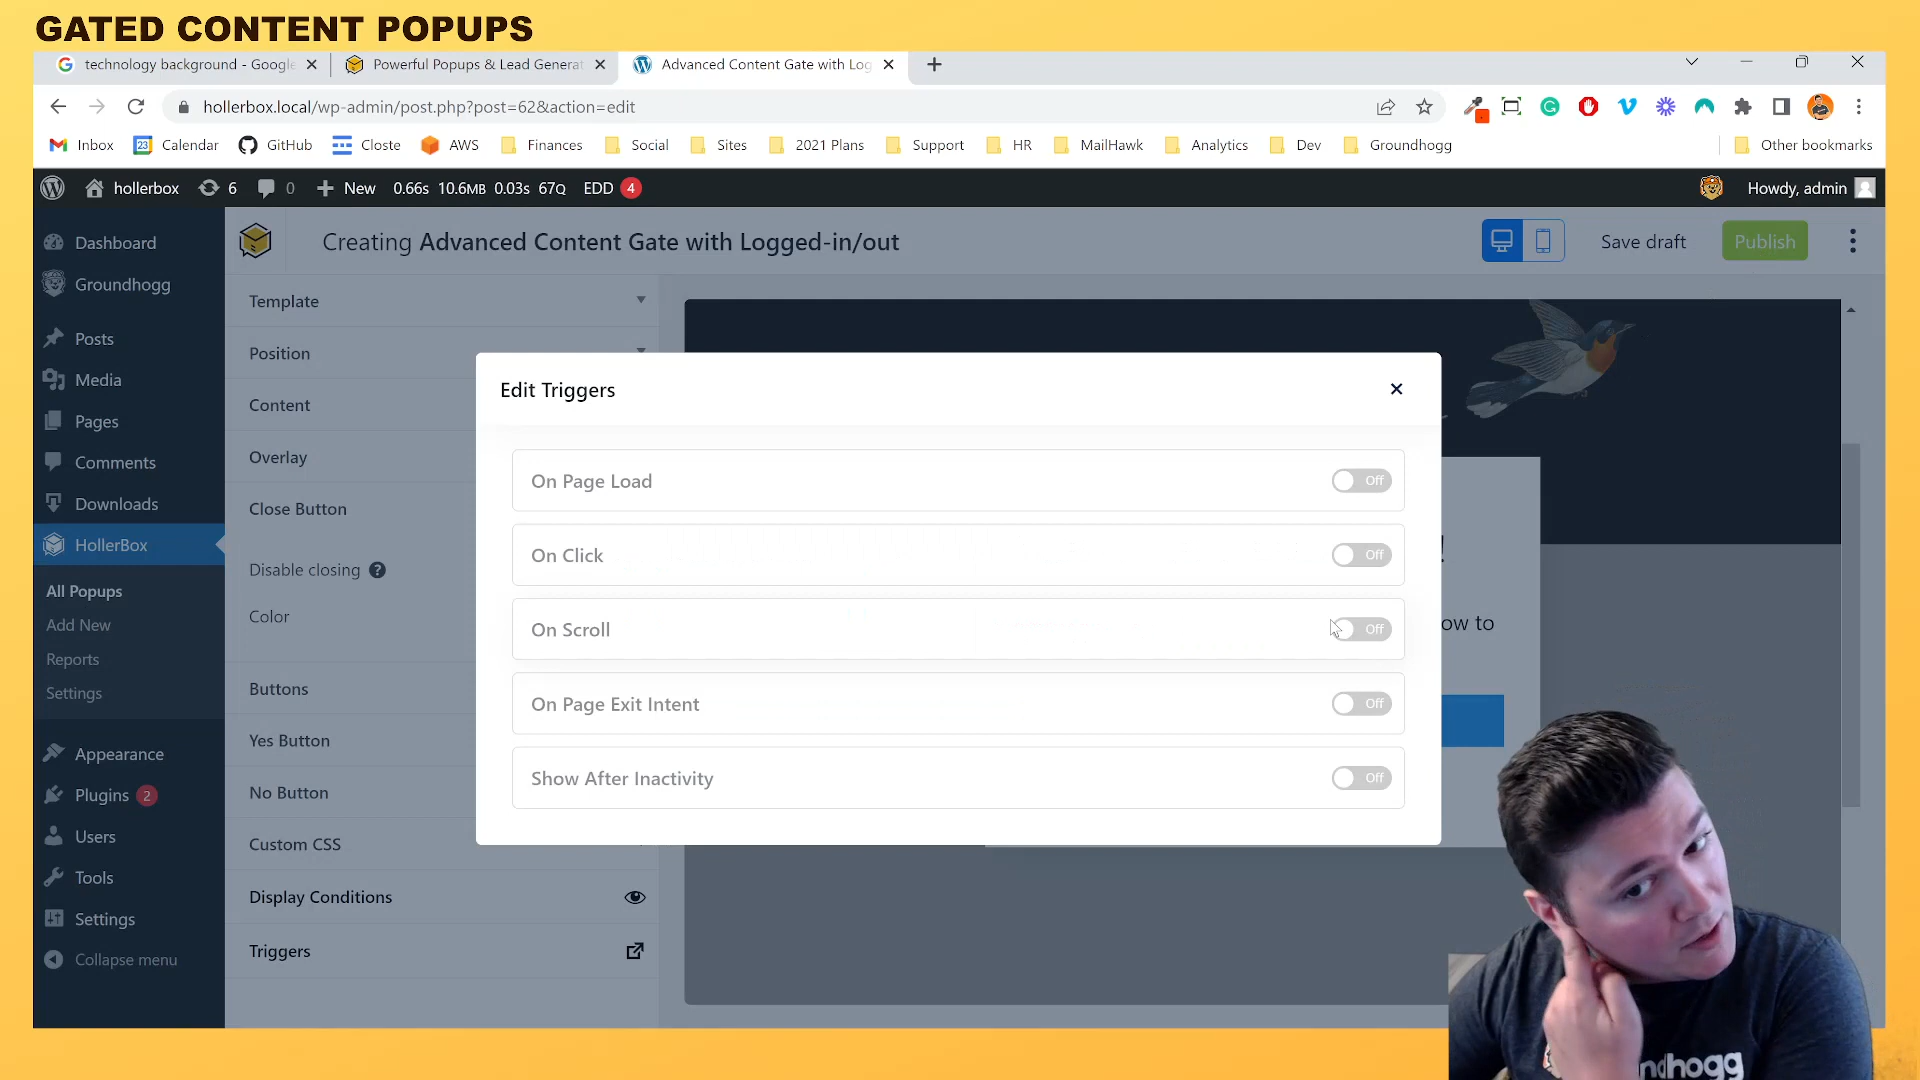 GATED CONTENT POPUPS
technology background - Google
Powerful Popups & Lead Generat
Advanced Content Gate with Log
hollerbox.local/wp-admin/post.php?post=62&action=edit
Inbox
23 Calendar
GitHub
Closte
AWS
Finances
Social
Sites
2021 Plans
Support
HR
MailHawk
Analytics
Dev
Groundhogg
Other bookmarks
hollerbox
6
0
New
0.66s 10.6MB 0.03s 67Q
EDD 4
Howdy, admin
Dashboard
Groundhogg
Posts
Media
Pages
Comments
Downloads
HollerBox
All Popups
Add New
Reports
Settings
Appearance
Plugins 2
Users
Tools
Settings
Collapse menu
Creating Advanced Content Gate with Logged-in/out
Save draft
Publish
Template
Position
Content
Overlay
Close Button
Disable closing ?
Color
Buttons
Yes Button
No Button
Custom CSS
Display Conditions
Triggers
Edit Triggers
On Page Load Off
On Click Off
On Scroll Off
On Page Exit Intent Off
Show After Inactivity Off
!
ow to
ndhogg